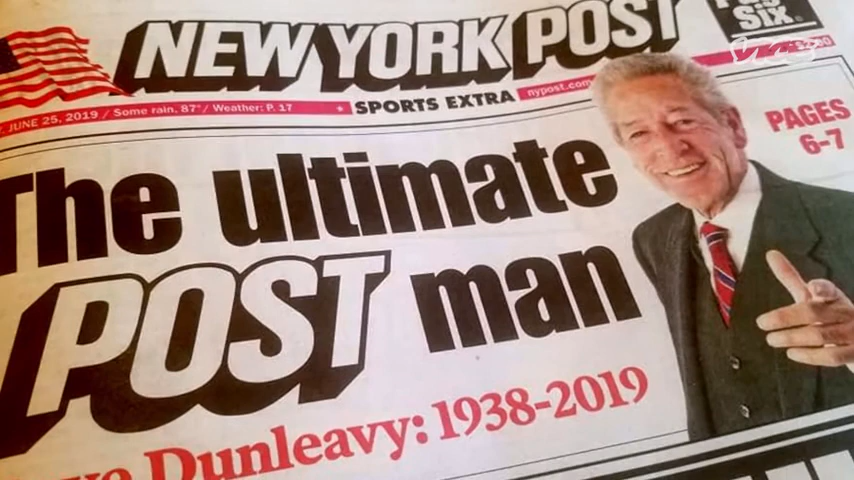 NEW YORK POST
SIX
JUNE 25, 2019 / Some rain, 87° / Weather: P. 17
SPORTS EXTRA
nypost.com
PAGES
6-7
The ultimate
POST man
Dunleavy: 1938-2019